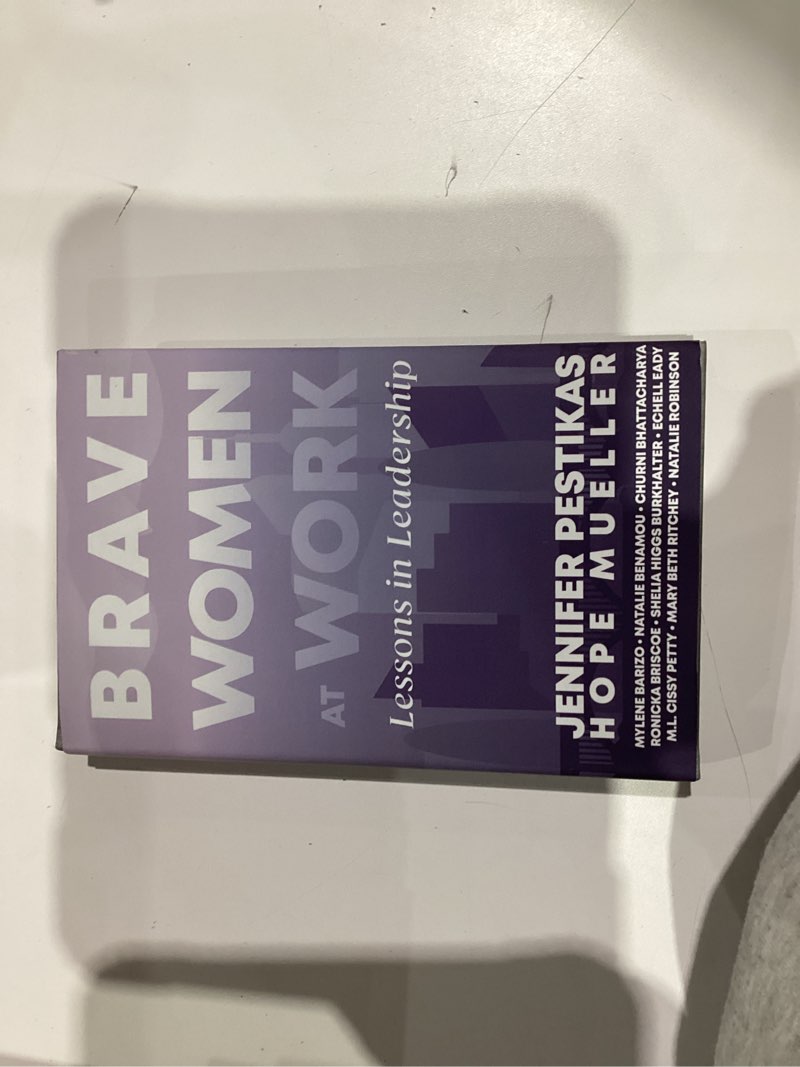 BRAVE
WOMEN
AT WORK
Lessons in Leadership
JENNIFER PESTIKAS
HOPE MUELLER
MYLENE BARIZO • NATALIE BENAMOU • CHURNI BHATTACHARYA
RONICKA BRISCOE • SHELIA HIGGS BURKHALTER • ECHELL EADY
M.L. CISSY PETTY • MARY BETH RITCHEY • NATALIE ROBINSON